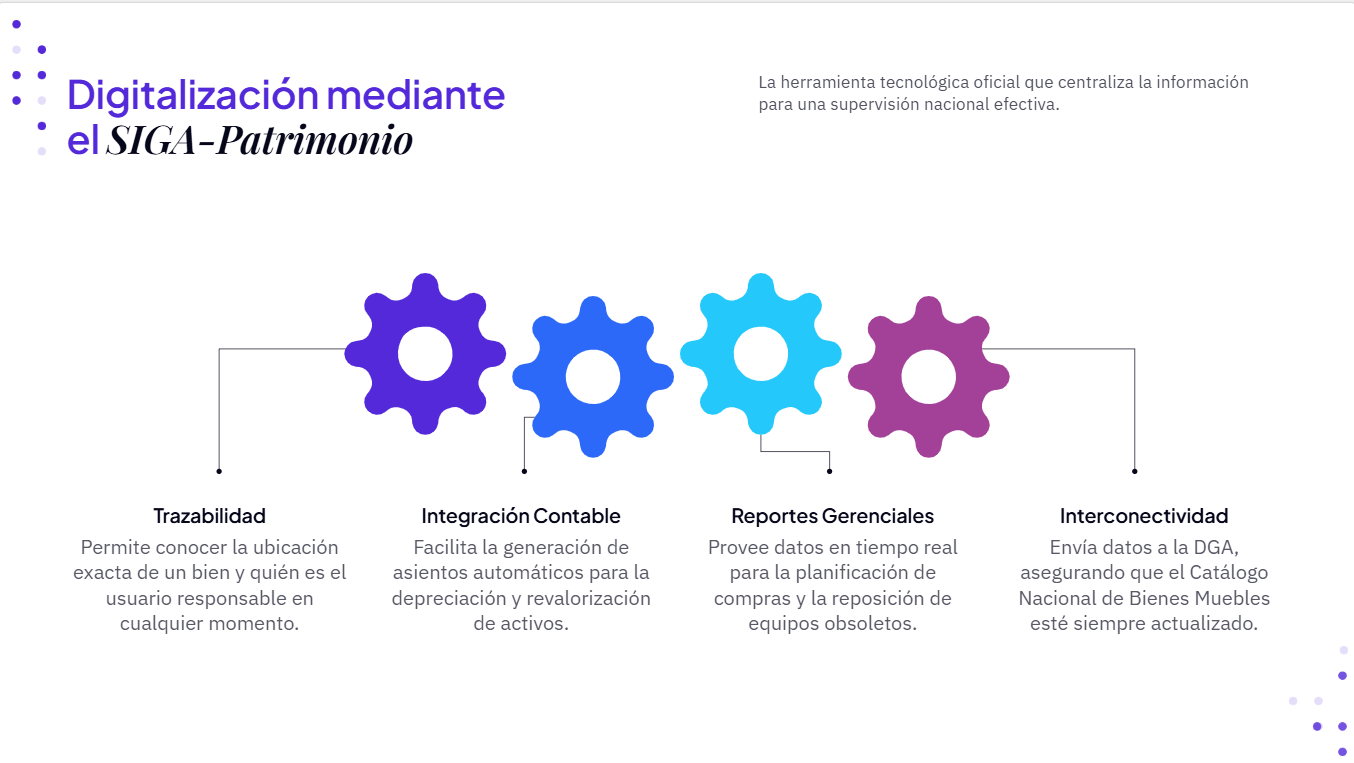 Digitalización mediante
el SIGA-Patrimonio
La herramienta tecnológica oficial que centraliza la información
para una supervisión nacional efectiva.
Trazabilidad
Permite conocer la ubicación
exacta de un bien y quién es el
usuario responsable en
cualquier momento.
Integración Contable
Facilita la generación de
asientos automáticos para la
depreciación y revalorización
de activos.
Reportes Gerenciales
Provee datos en tiempo real
para la planificación de
compras y la reposición de
equipos obsoletos.
Interconectividad
Envía datos a la DGA,
asegurando que el Catálogo
Nacional de Bienes Muebles
esté siempre actualizado.